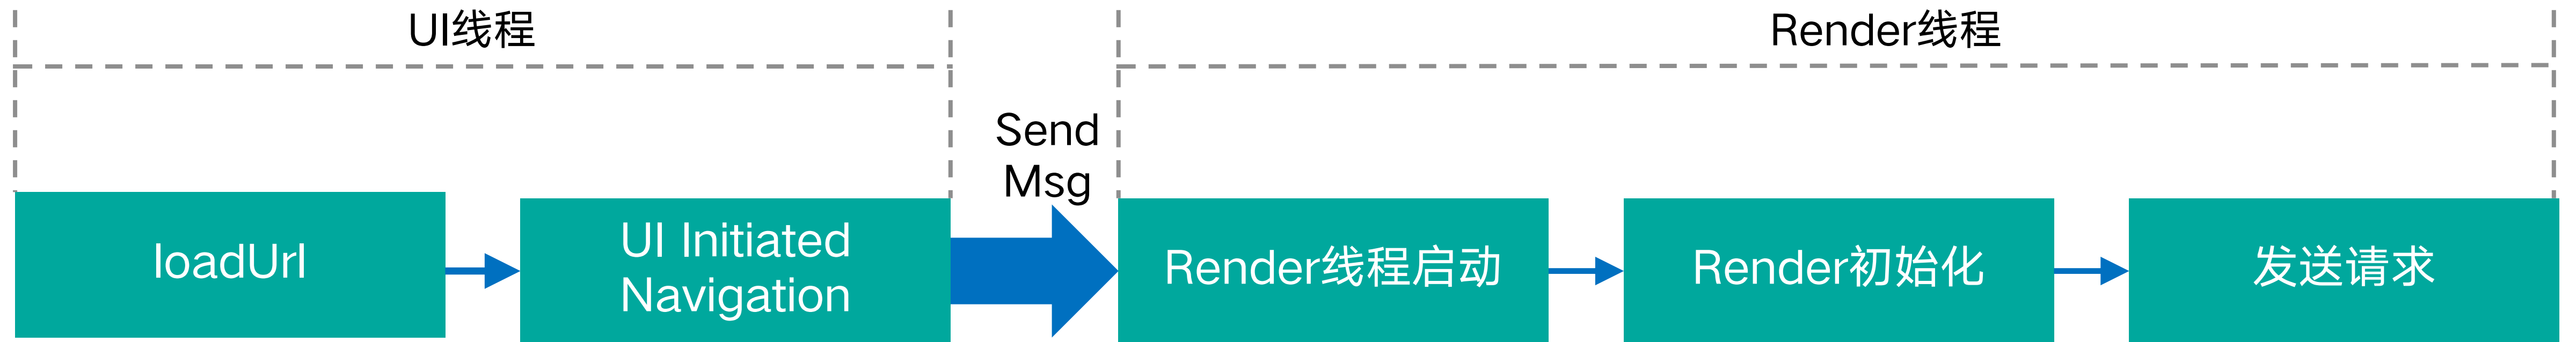 UI线程
Render线程
Send
Msg
loadUrl
UI Initiated
Navigation
Render线程启动
Render初始化
发送请求